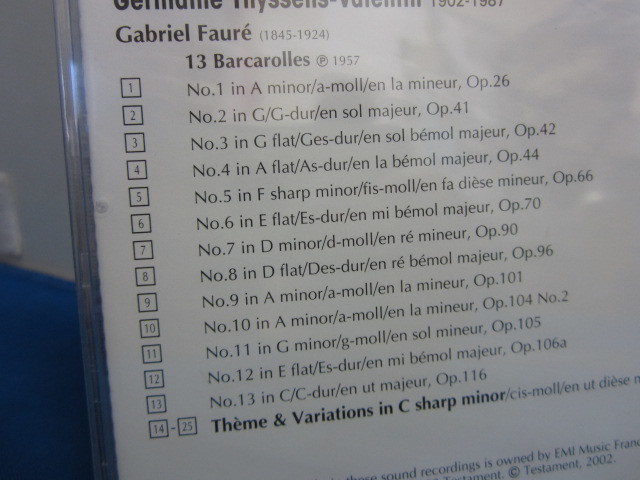 Germaine Thyssens-Valentin 1902-1987
Gabriel Fauré (1845-1924)
13 Barcarolles ℗ 1957
1 No.1 in A minor/a-moll/en la mineur, Op.26
2 No.2 in G/G-dur/en sol majeur, Op.41
3 No.3 in G flat/Ges-dur/en sol bémol majeur, Op.42
4 No.4 in A flat/As-dur/en la bémol majeur, Op.44
5 No.5 in F sharp minor/fis-moll/en fa dièse mineur, Op.66
6 No.6 in E flat/Es-dur/en mi bémol majeur, Op.70
7 No.7 in D minor/d-moll/en ré mineur, Op.90
8 No.8 in D flat/Des-dur/en ré bémol majeur, Op.96
9 No.9 in A minor/a-moll/en la mineur, Op.101
10 No.10 in A minor/a-moll/en la mineur, Op.104 No.2
11 No.11 in G minor/g-moll/en sol mineur, Op.105
12 No.12 in E flat/Es-dur/en mi bémol majeur, Op.106a
13 No.13 in C/C-dur/en ut majeur, Op.116
14-25 Thème & Variations in C sharp minor/cis-moll/en ut dièse m
these sound recordings is owned by EMI Music Franc
Testament. © Testament, 2002.